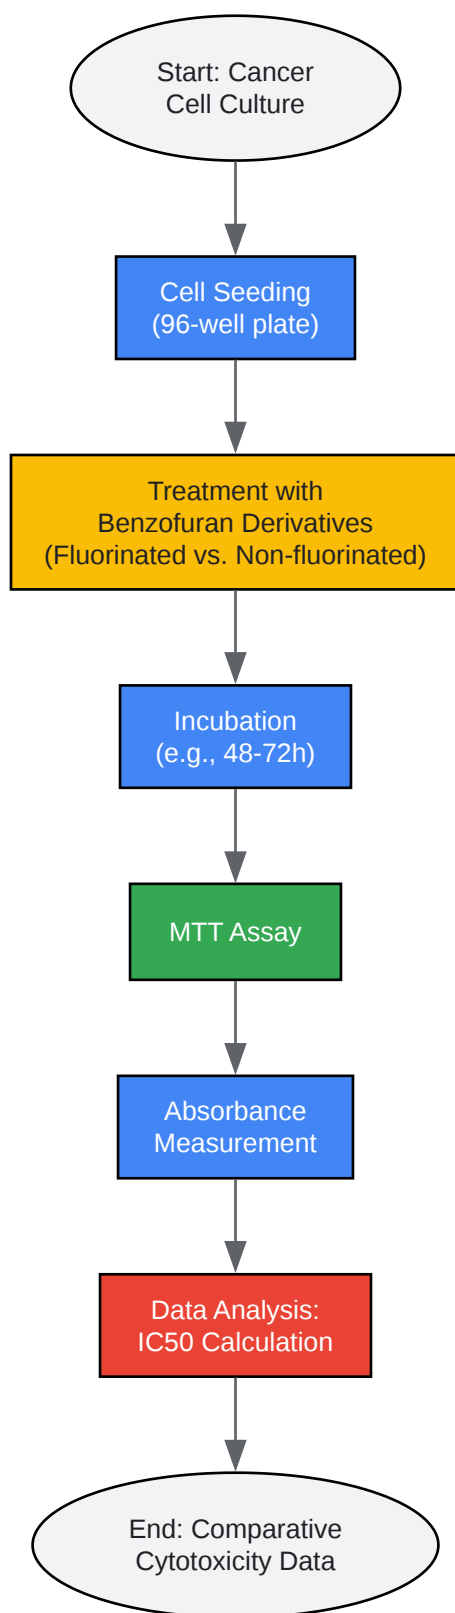 Start: Cancer
Cell Culture
Cell Seeding
(96-well plate)
Treatment with
Benzofuran Derivatives
(Fluorinated vs. Non-fluorinated)
Incubation
(e.g., 48-72h)
MTT Assay
Absorbance
Measurement
Data Analysis:
IC50 Calculation
End: Comparative
Cytotoxicity Data